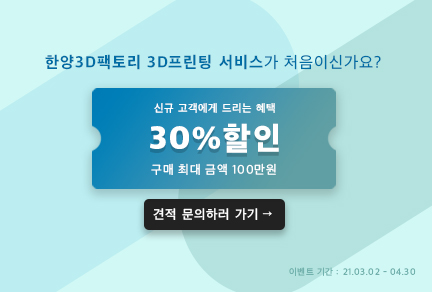 한양3D팩토리 3D프린팅 서비스가 처음이신가요?
신규 고객에게 드리는 혜택
30%할인
구매 최대 금액 100만원
견적 문의하러 가기 →
이벤트 기간 : 21.03.02 - 04.30